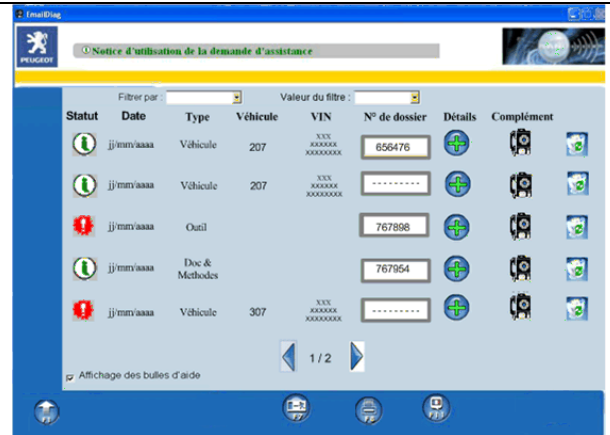 EmailDiag
PEUGEOT
Notice d'utilisation de la demande d'assistance
Filtrer par : Valeur du filtre :
Statut Date Type Véhicule VIN N° de dossier Détails Complément
jj/mm/aaaa Véhicule 207 XXX XXXXXX XXXXXXXX 656476
jj/mm/aaaa Véhicule 207 XXX XXXXXX XXXXXXXX ---------
jj/mm/aaaa Outil 767898
jj/mm/aaaa Doc & Methodes 767954
jj/mm/aaaa Véhicule 307 XXX XXXXXX XXXXXXXX ---------
1 / 2
Affichage des bulles d'aide